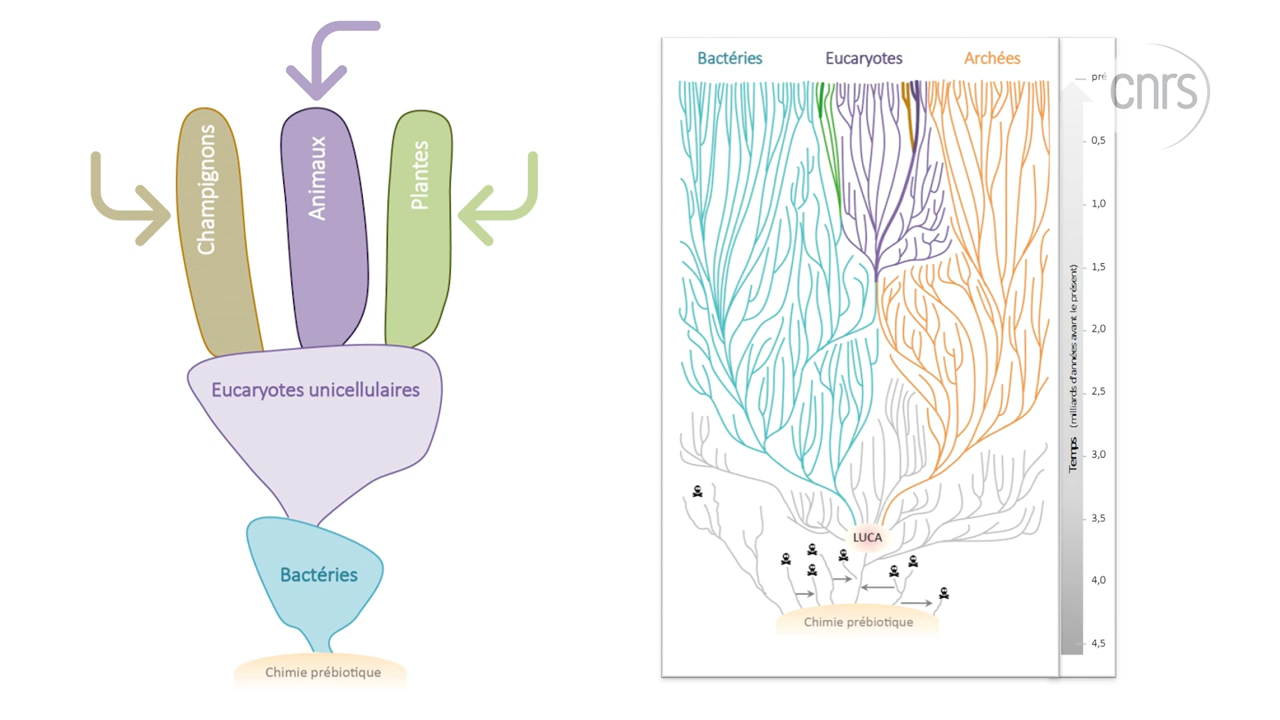 Champignons
Animaux
Plantes
Eucaryotes unicellulaires
Bactéries
Chimie prébiotique
Bactéries
Eucaryotes
Archées
LUCA
Chimie prébiotique
Temps (milliards d'années avant le présent)
pré
0,5
1,0
1,5
2,0
2,5
3,0
3,5
4,0
4,5
cnrs